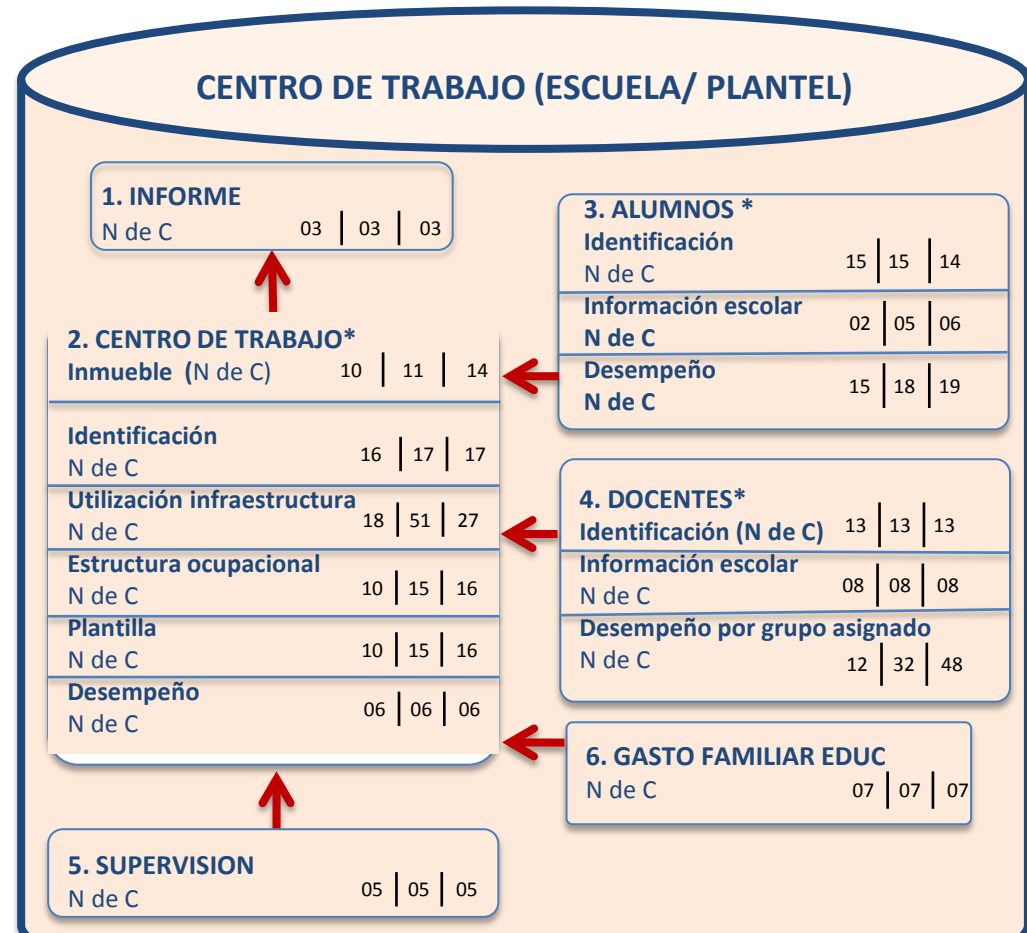 CENTRO DE TRABAJO (ESCUELA/ PLANTEL)
1. INFORME
N de C 03 | 03 | 03
2. CENTRO DE TRABAJO*
Inmueble (N de C) 10 | 11 | 14
Identificación
N de C 16 | 17 | 17
Utilización infraestructura
N de C 18 | 51 | 27
Estructura ocupacional
N de C 10 | 15 | 16
Plantilla
N de C 10 | 15 | 16
Desempeño
N de C 06 | 06 | 06
3. ALUMNOS *
Identificación
N de C 15 | 15 | 14
Información escolar
N de C 02 | 05 | 06
Desempeño
N de C 15 | 18 | 19
4. DOCENTES*
Identificación (N de C) 13 | 13 | 13
Información escolar
N de C 08 | 08 | 08
Desempeño por grupo asignado
N de C 12 | 32 | 48
6. GASTO FAMILIAR EDUC
N de C 07 | 07 | 07
5. SUPERVISION
N de C 05 | 05 | 05